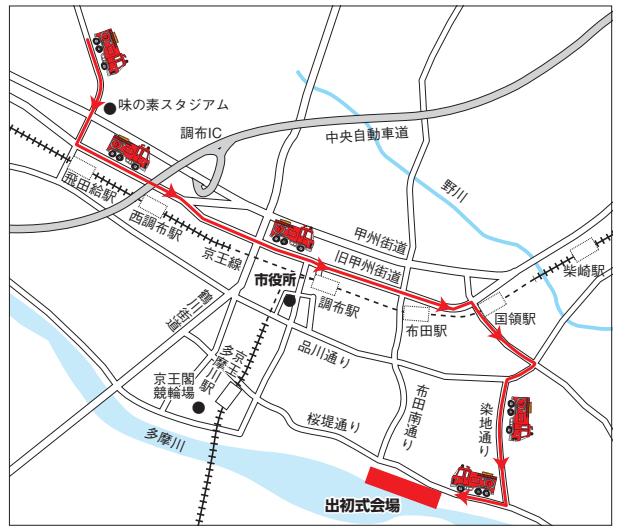 味の素スタジアム
調布IC
中央自動車道
飛田給駅
西調布駅
京王線
甲州街道
旧甲州街道
野川
柴崎駅
市役所
調布駅
布田駅
国領駅
鶴川街道
品川通り
京王
多摩川駅
京王閣
競輪場
多摩川
桜堤通り
布田南通り
染地通り
出初式会場